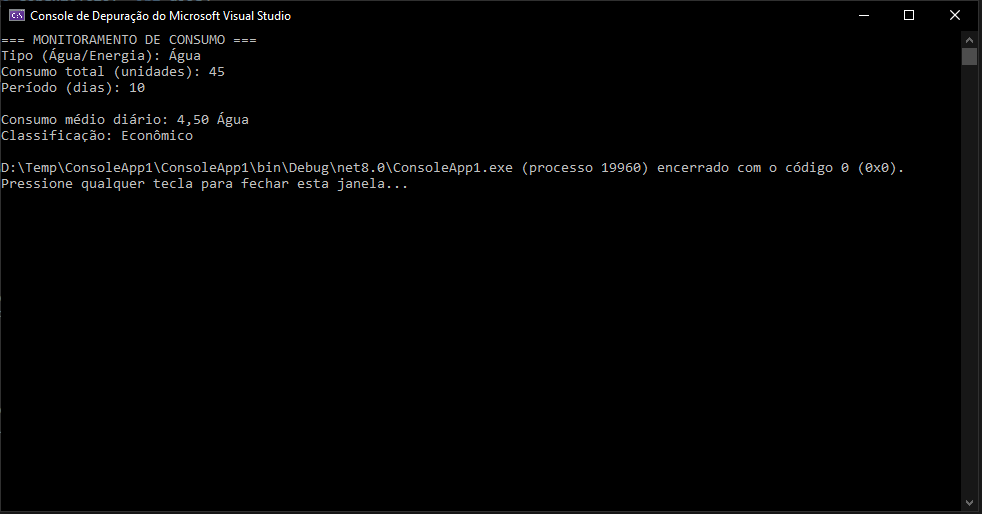 Console de Depuração do Microsoft Visual Studio
=== MONITORAMENTO DE CONSUMO ===
Tipo (Água/Energia): Água
Consumo total (unidades): 45
Período (dias): 10
Consumo médio diário: 4,50 Água
Classificação: Econômico
D:\Temp\ConsoleApp1\ConsoleApp1\bin\Debug\net8.0\ConsoleApp1.exe (processo 19960) encerrado com o código 0 (0x0).
Pressione qualquer tecla para fechar esta janela...